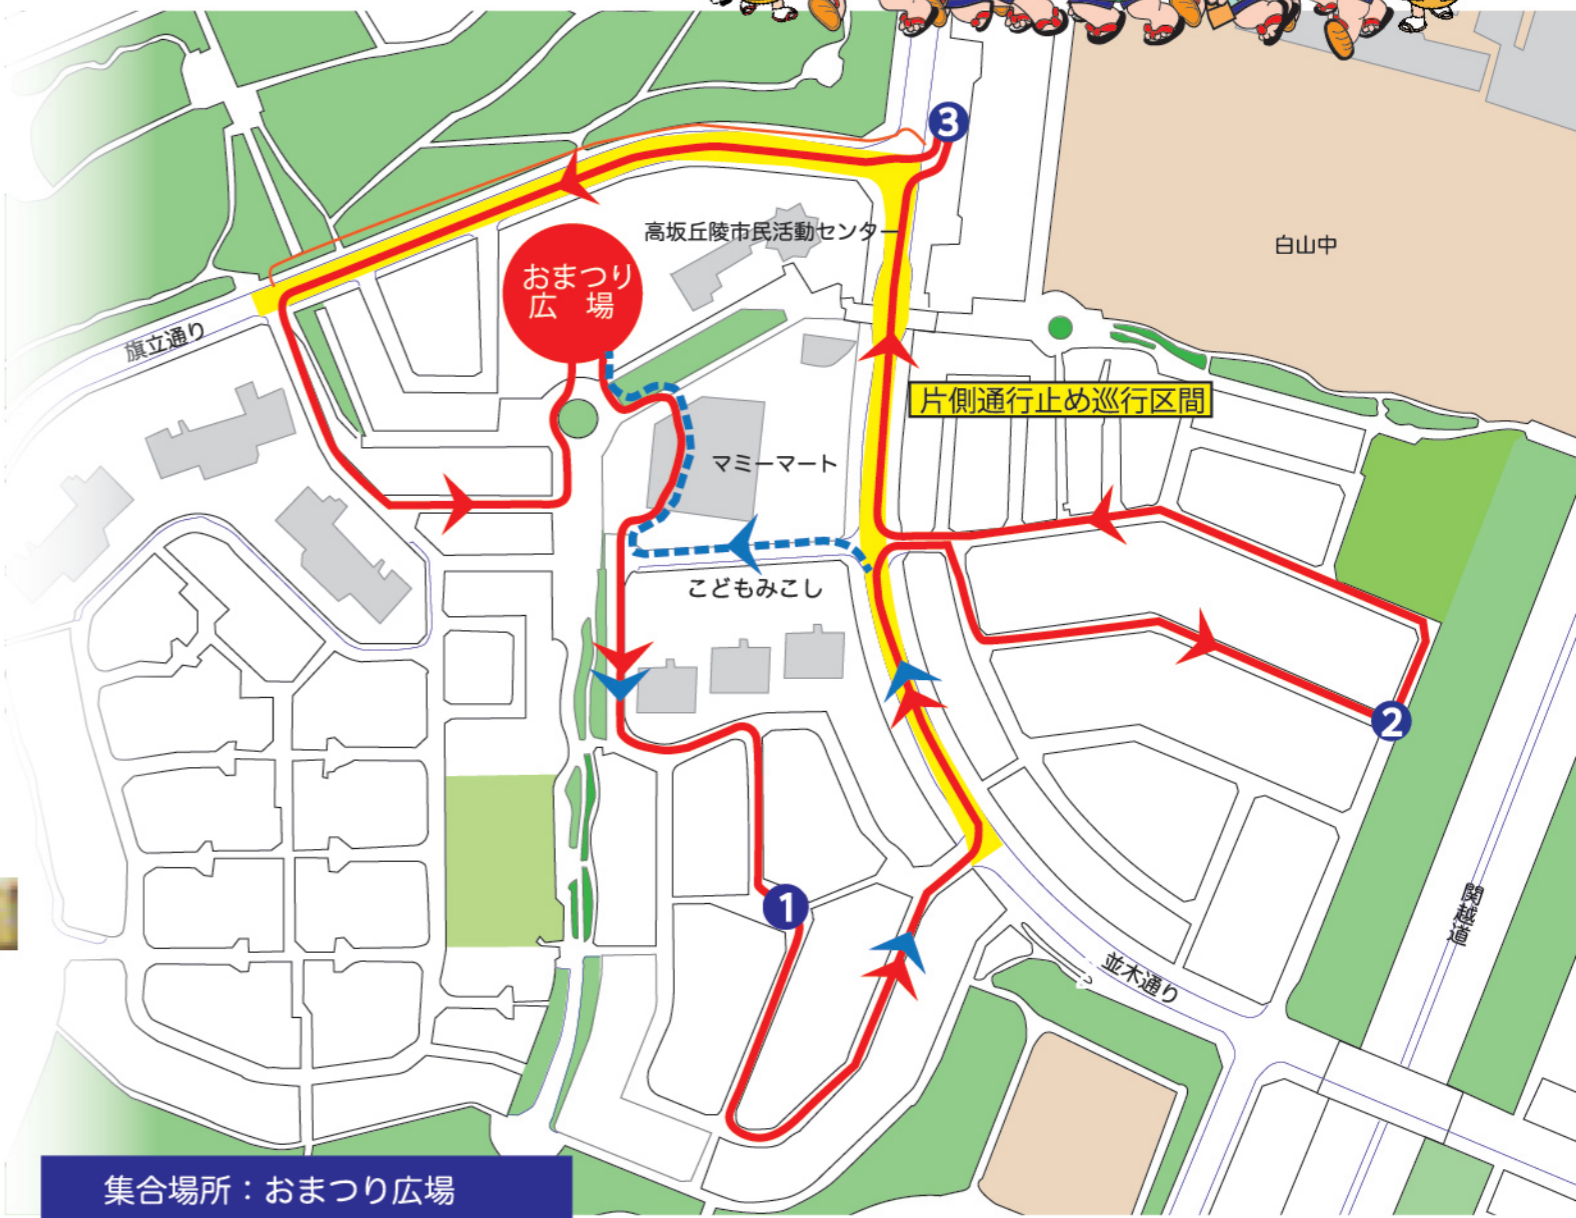 3
高坂丘陵市民活動センター
白山中
おまつり
広　場
旗立通り
片側通行止め巡行区間
マミーマート
こどもみこし
2
1
関越道
並木通り
集合場所：おまつり広場